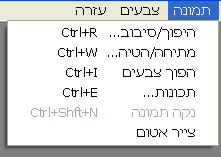 תמונה צבעים עזרה
היפוך/סיבוב... Ctrl+R
מתיחה/הטיה... Ctrl+W
הפוך צבעים Ctrl+I
תכונות... Ctrl+E
נקה תמונה Ctrl+Shft+N
צייר אטום